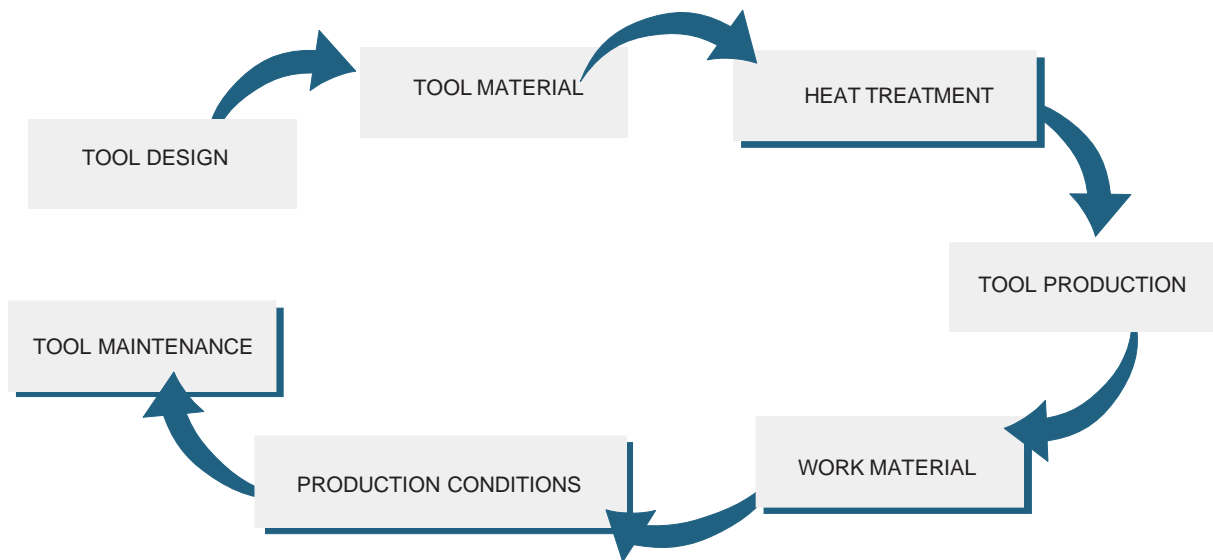 TOOL DESIGN
TOOL MATERIAL
HEAT TREATMENT
TOOL PRODUCTION
WORK MATERIAL
PRODUCTION CONDITIONS
TOOL MAINTENANCE